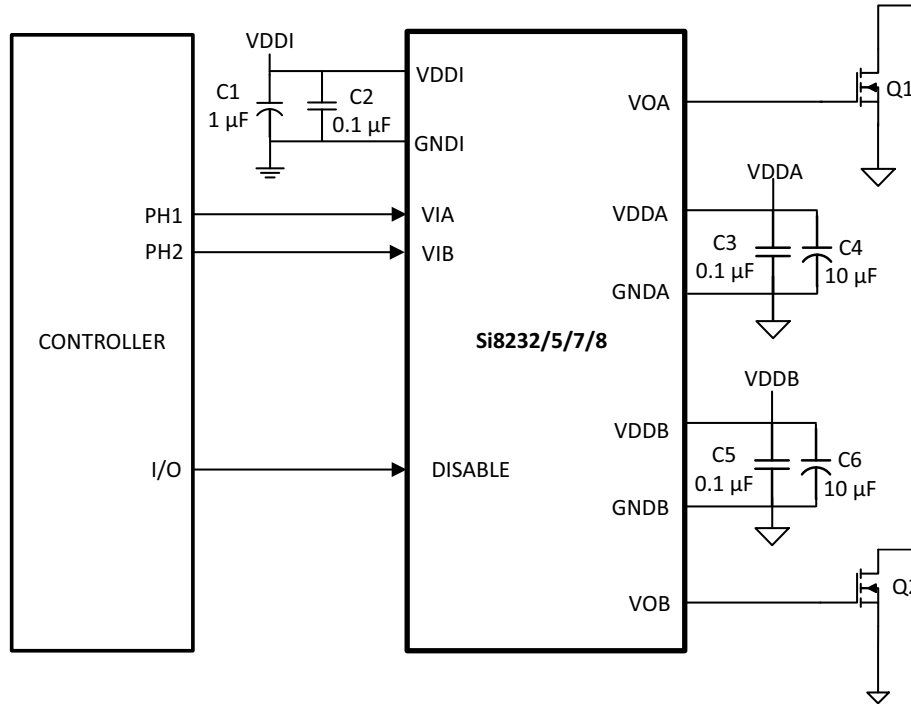 VDDI
C1
1 µF
C2
0.1 µF
VDDI
GNDI
PH1
PH2
VIA
VIB
CONTROLLER
I/O
DISABLE
Si8232/5/7/8
VOA
Q1
VDDA
VDDA
C3
0.1 µF
C4
10 µF
GNDA
VDDB
VDDB
C5
0.1 µF
C6
10 µF
GNDB
VOB
Q2